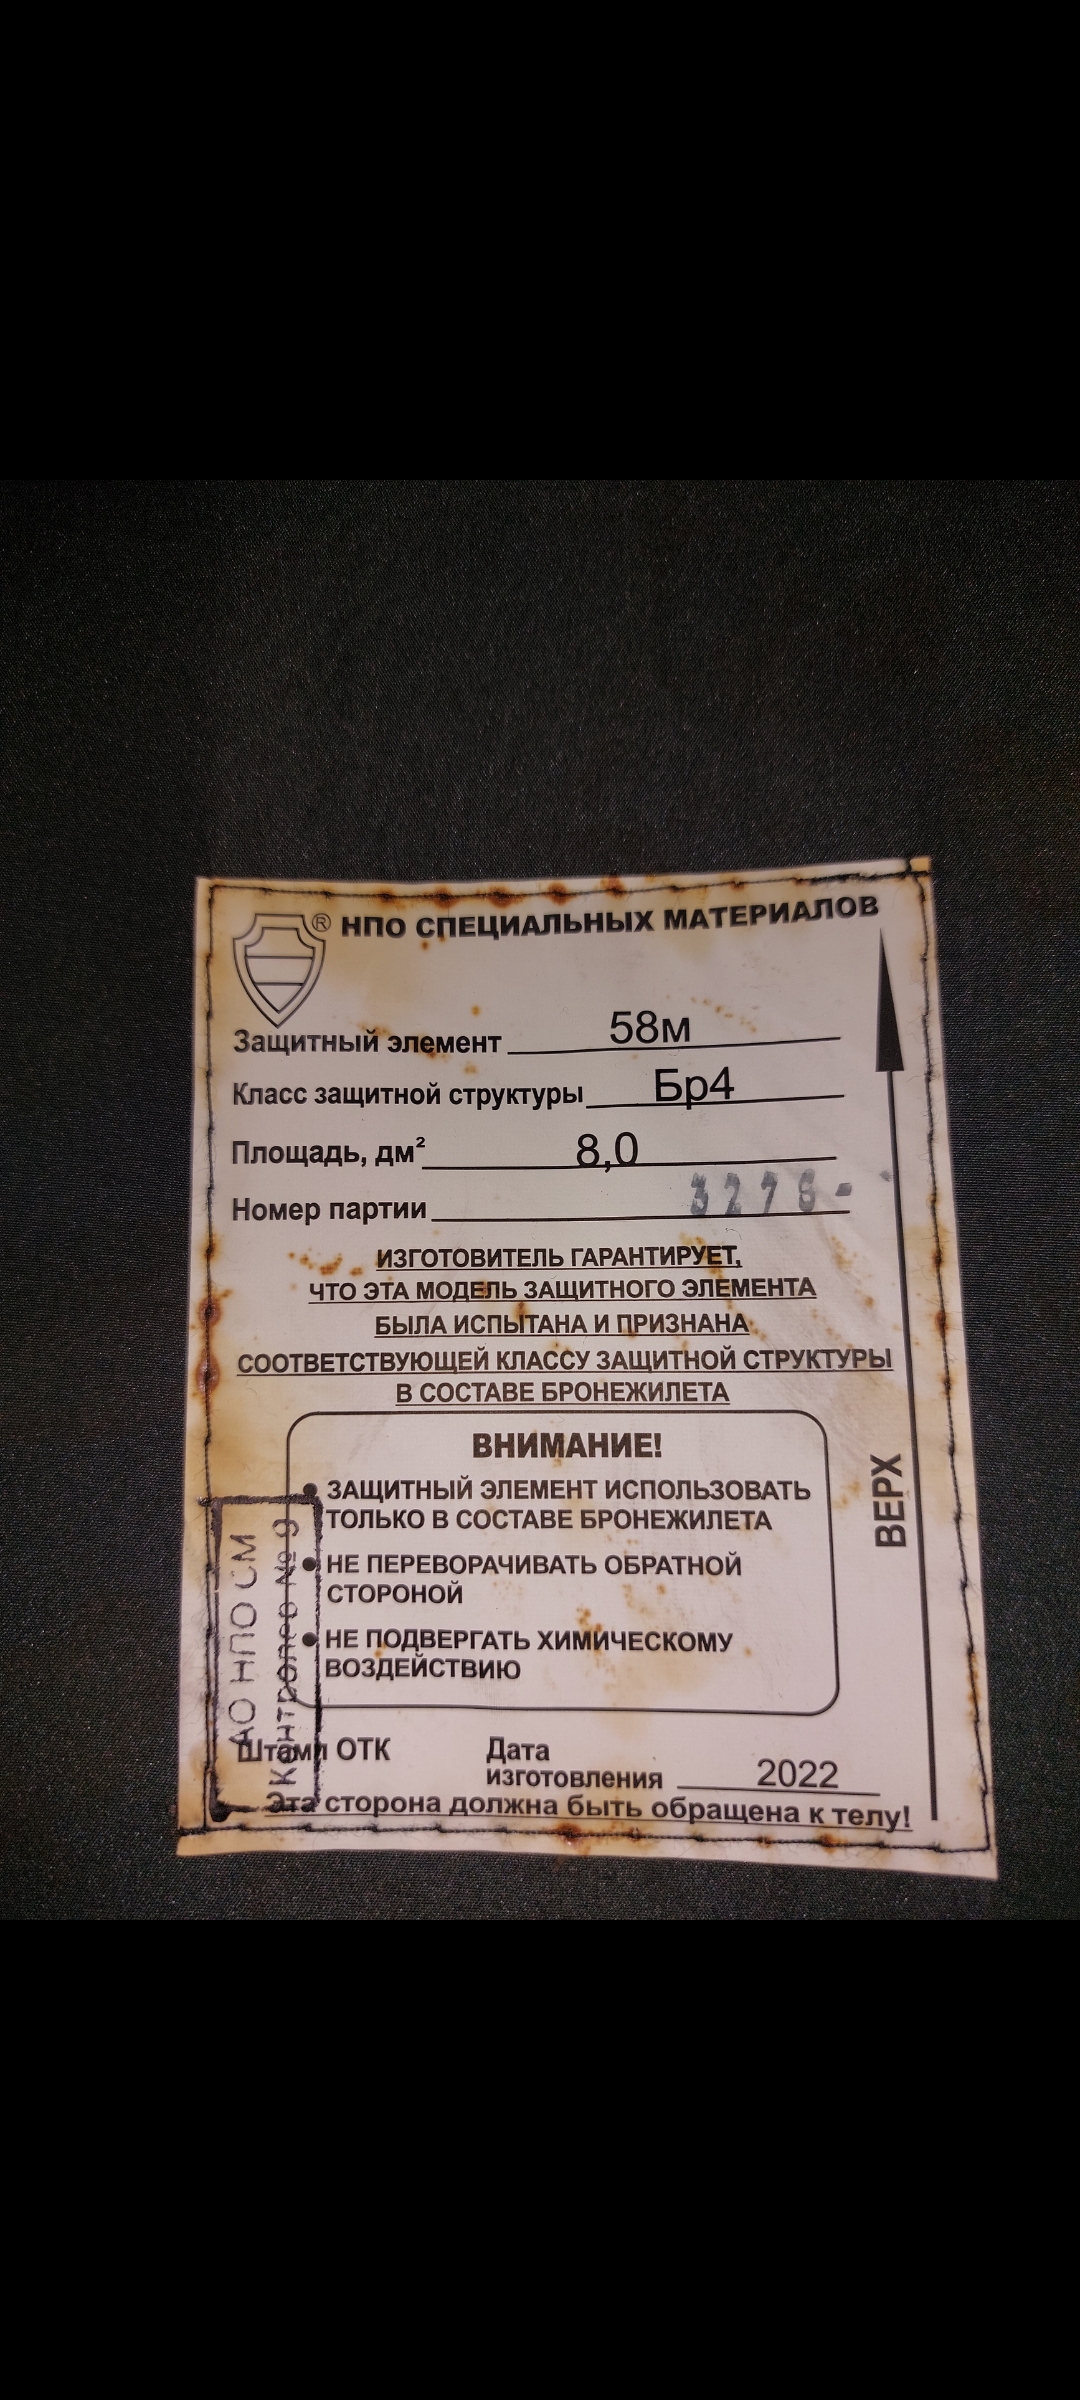 ® НПО СПЕЦИАЛЬНЫХ МАТЕРИАЛОВ
Защитный элемент 58м
Класс защитной структуры Бр4
Площадь, дм² 8,0
Номер партии
ИЗГОТОВИТЕЛЬ ГАРАНТИРУЕТ,
ЧТО ЭТА МОДЕЛЬ ЗАЩИТНОГО ЭЛЕМЕНТА
БЫЛА ИСПЫТАНА И ПРИЗНАНА
СООТВЕТСТВУЮЩЕЙ КЛАССУ ЗАЩИТНОЙ СТРУКТУРЫ
В СОСТАВЕ БРОНЕЖИЛЕТА
ВНИМАНИЕ!
● ЗАЩИТНЫЙ ЭЛЕМЕНТ ИСПОЛЬЗОВАТЬ
ТОЛЬКО В СОСТАВЕ БРОНЕЖИЛЕТА
● НЕ ПЕРЕВОРАЧИВАТЬ ОБРАТНОЙ
СТОРОНОЙ
● НЕ ПОДВЕРГАТЬ ХИМИЧЕСКОМУ
ВОЗДЕЙСТВИЮ
ВЕРХ
АО НПО СМ
Контролер № 9
Штамп ОТК
Дата
изготовления 2022
Эта сторона должна быть обращена к телу!